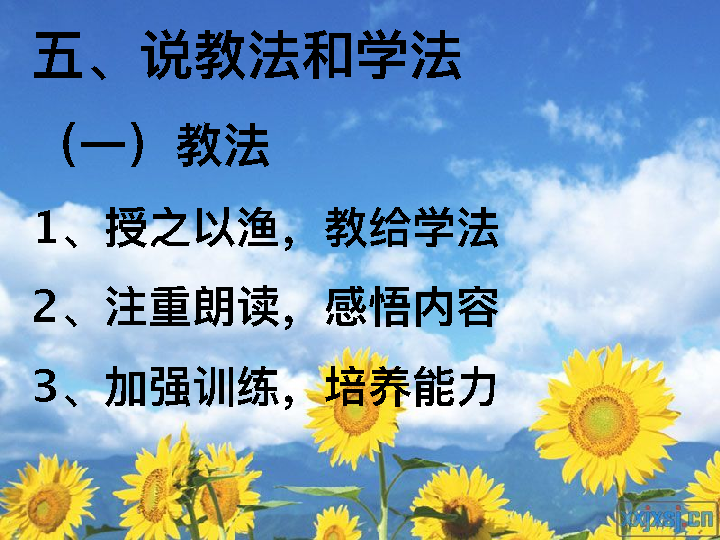 五、说教法和学法
（一）教法
1、授之以渔，教给学法
2、注重朗读，感悟内容
3、加强训练，培养能力
xxjxsj.cn